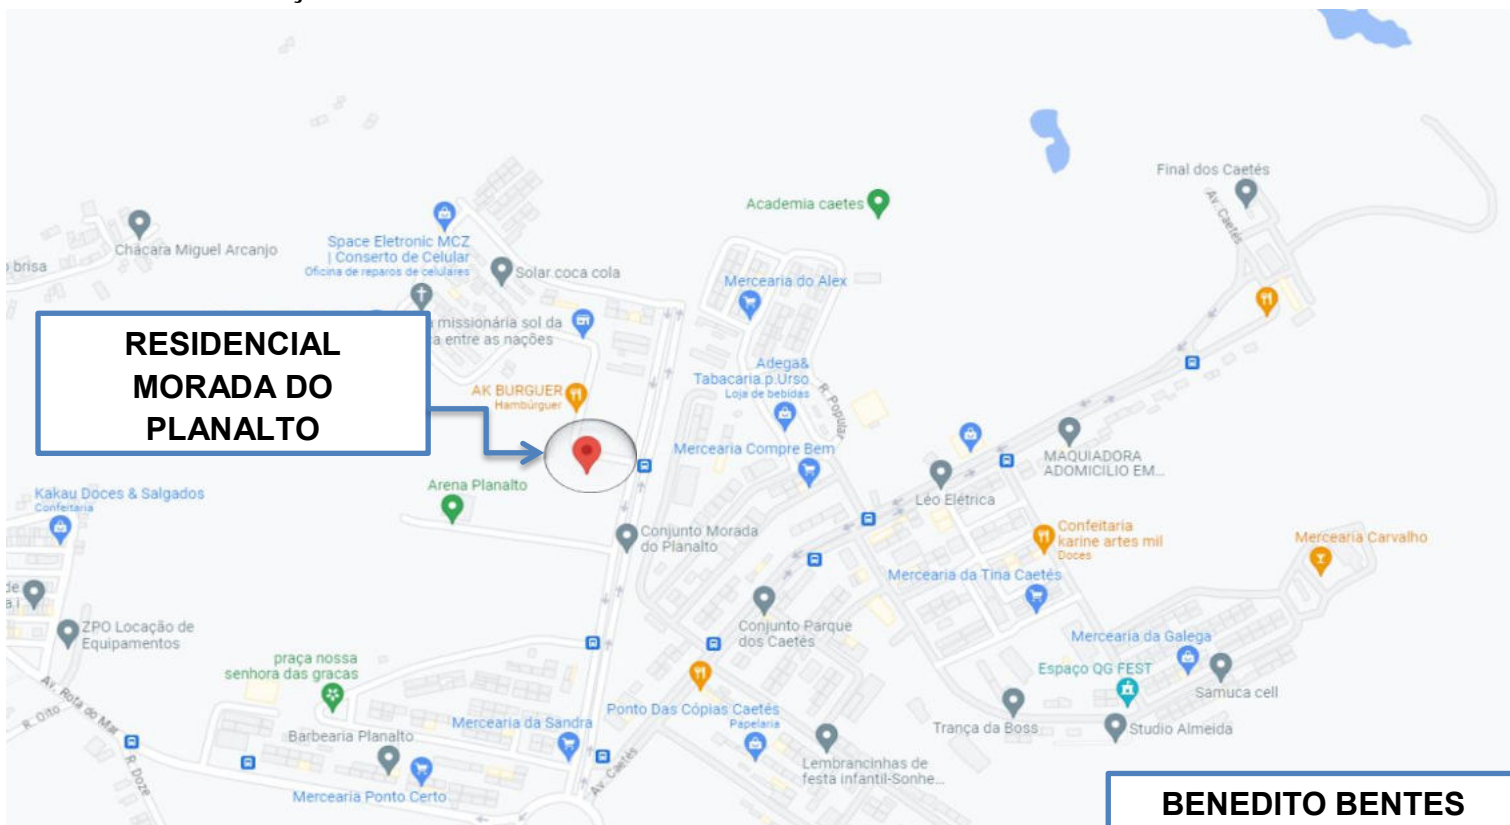 Final dos Caetés
Av. Caetés
Academia caetes
Chácara Miguel Arcanjo
brisa
Space Eletronic MCZ
| Conserto de Celular
Oficina de reparos de celulares
Solar coca cola
Mercearia do Alex
RESIDENCIAL
MORADA DO
PLANALTO
missionária sol da
entre as nações
AK BURGUER
Hambúrguer
Adega&
Tabacaria p.Urso
Loja de bebidas
R. Popular
Mercearia Compre Bem
MAQUIADORA
ADOMICILIO EM...
Léo Elétrica
Kakau Doces & Salgados
Confeitaria
Arena Planalto
Conjunto Morada
do Planalto
Confeitaria
karine artes mil
Doces
Mercearia Carvalho
Mercearia da Tina Caetés
ZPO Locação de
Equipamentos
Conjunto Parque
dos Caetés
Mercearia da Galega
praça nossa
senhora das gracas
Espaço QG FEST
Samuca cell
Av. Rota do Mar
R. Oito
R. Doze
Ponto Das Cópias Caetés
Papelaria
Mercearia da Sandra
Barbearia Planalto
Trança da Boss
Studio Almeida
Lembrancinhas de
festa infantil-Sonhe...
Av. Caetés
Mercearia Ponto Certo
BENEDITO BENTES